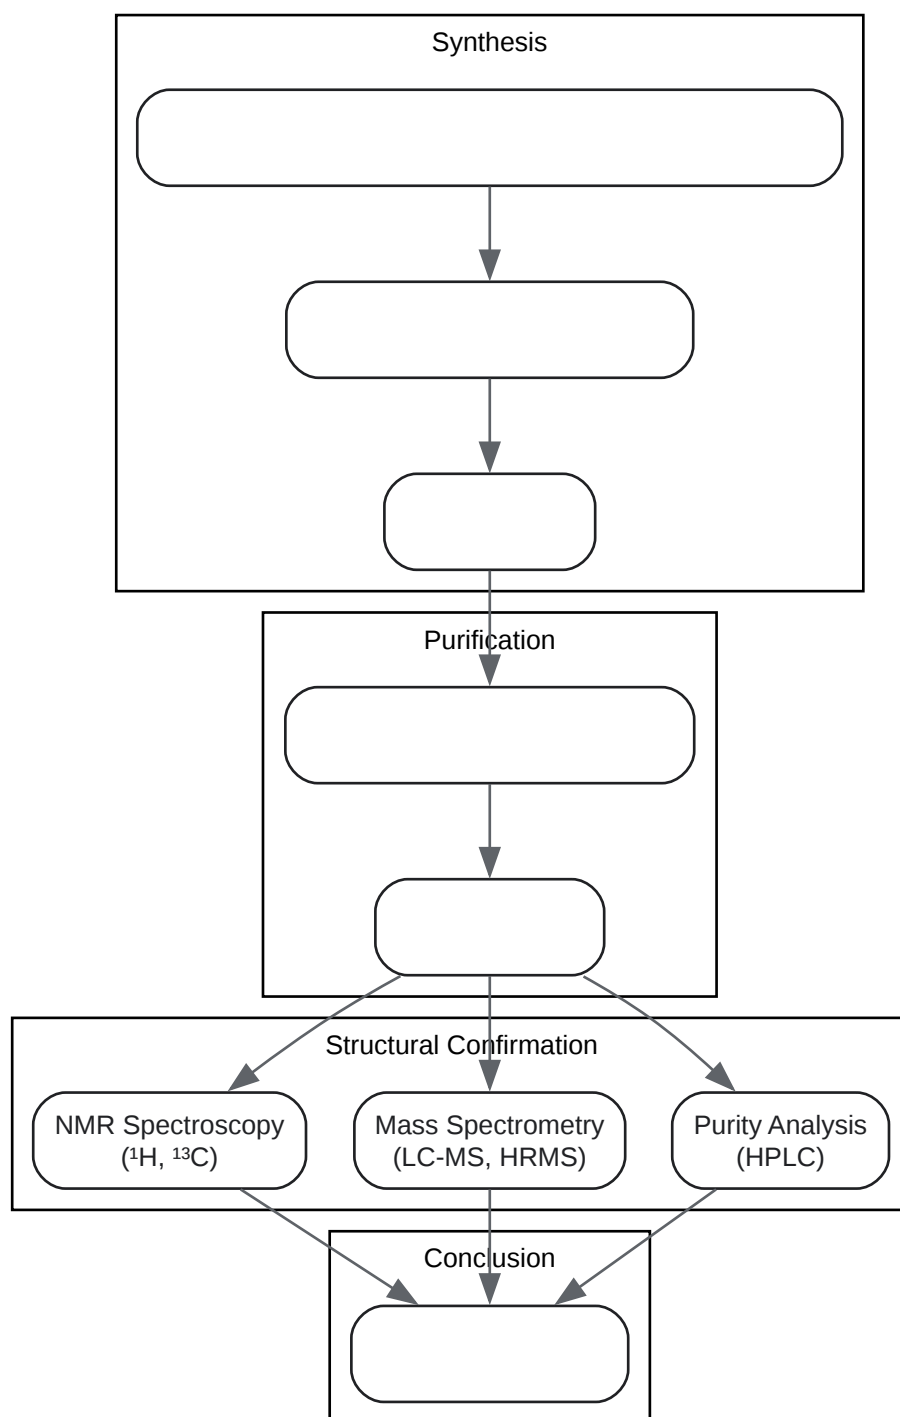 Synthesis
Purification
Structural Confirmation
NMR Spectroscopy
(¹H, ¹³C)
Mass Spectrometry
(LC-MS, HRMS)
Purity Analysis
(HPLC)
Conclusion